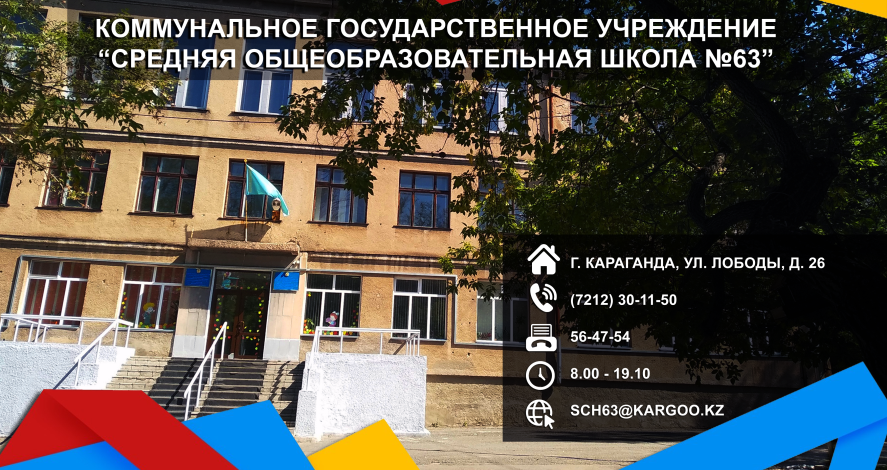 КОММУНАЛЬНОЕ ГОСУДАРСТВЕННОЕ УЧРЕЖДЕНИЕ
“СРЕДНЯЯ ОБЩЕОБРАЗОВАТЕЛЬНАЯ ШКОЛА №63”
Г. КАРАГАНДА, УЛ. ЛОБОДЫ, Д. 26
(7212) 30-11-50
56-47-54
8.00 - 19.10
SCH63@KARGOO.KZ